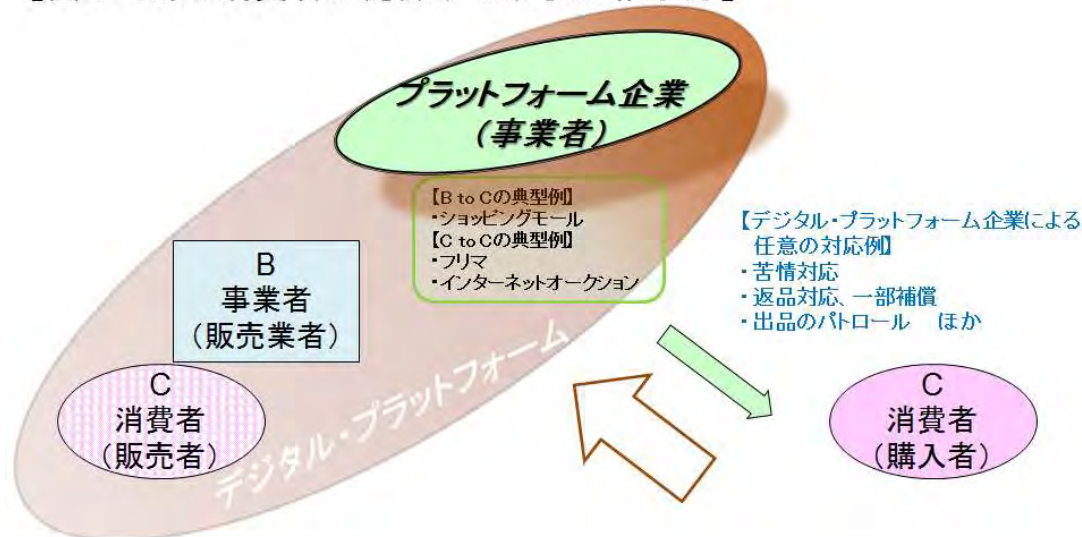 プラットフォーム企業
(事業者)
【B to Cの典型例】
・ショッピングモール
【C to Cの典型例】
・フリマ
・インターネットオークション
【デジタル・プラットフォーム企業による
任意の対応例】
・苦情対応
・返品対応、一部補償
・出品のパトロール ほか
B
事業者
(販売業者)
C
消費者
(販売者)
デジタル・プラットフォーム
C
消費者
(購入者)